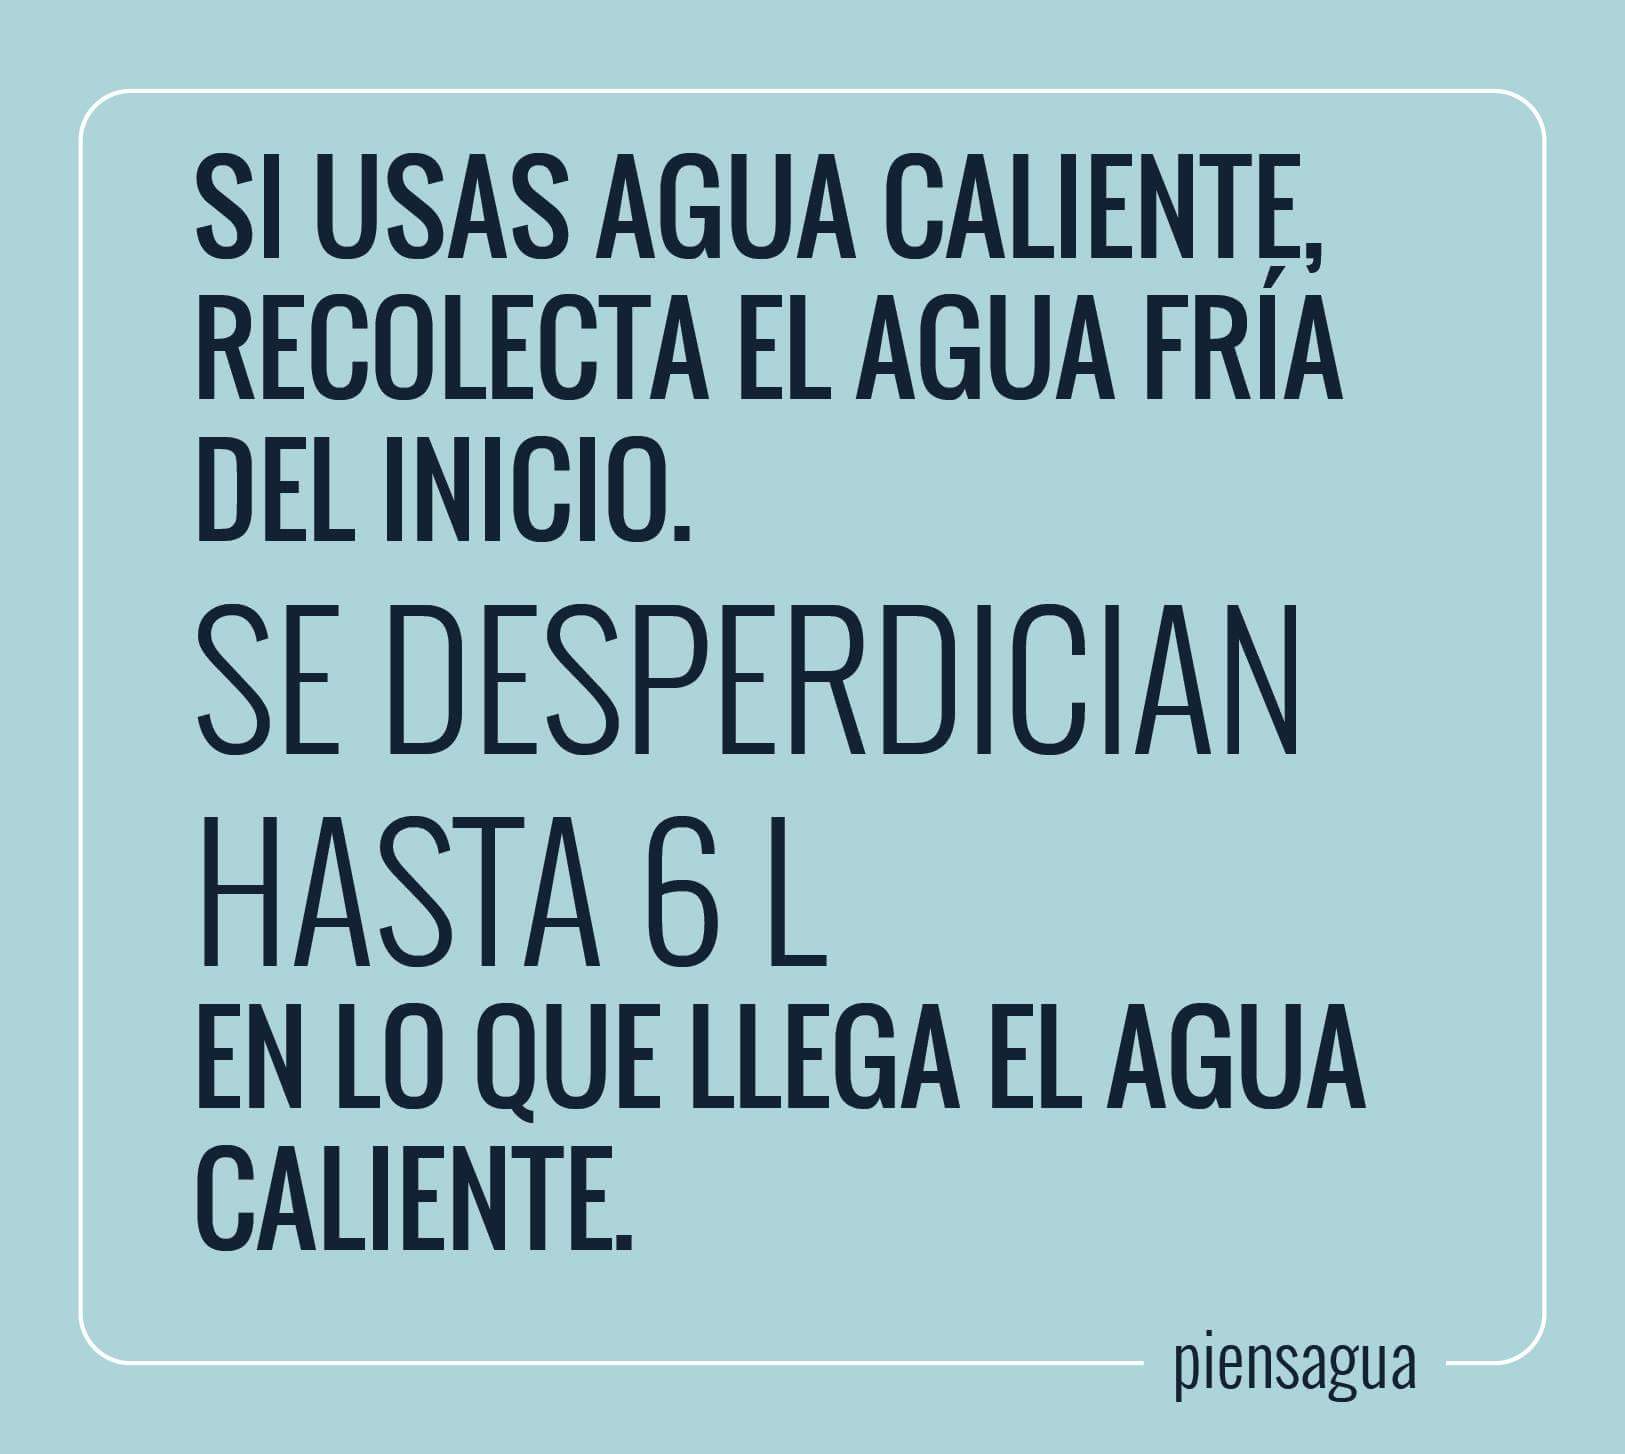 SI USAS AGUA CALIENTE,
RECOLECTA EL AGUA FRÍA
DEL INICIO.
SE DESPERDICIAN
HASTA 6 L
EN LO QUE LLEGA EL AGUA
CALIENTE.
piensagua